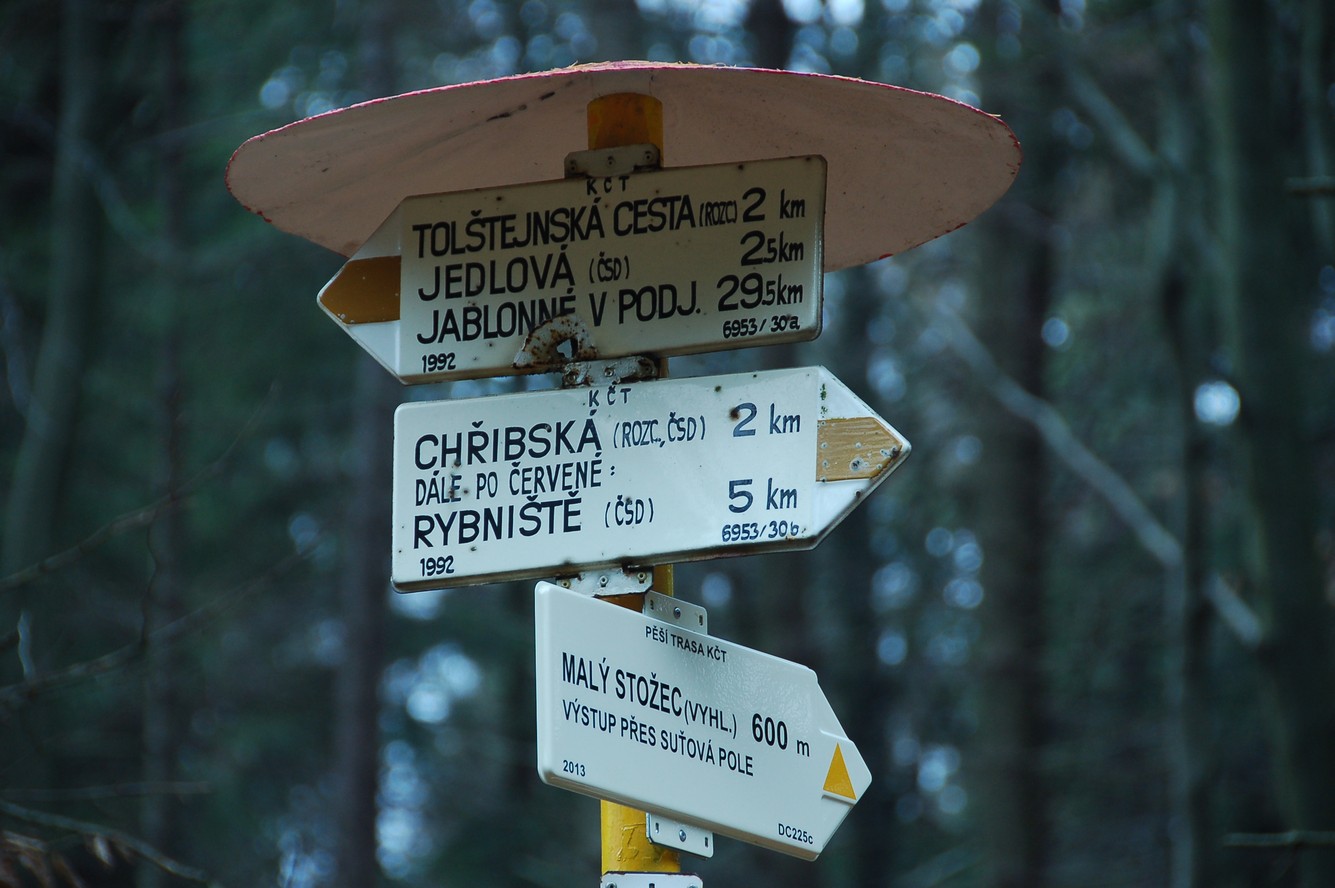 KČT
TOLŠTEJNSKÁ CESTA (ROZC) 2 km
JEDLOVÁ (ČSD) 2.5 km
JABLONNÉ V PODJ. 29.5 km
1992 6953/30a
KČT
CHŘIBSKÁ (ROZC., ČSD) 2 km
DÁLE PO ČERVENÉ:
RYBNIŠTĚ (ČSD) 5 km
1992 6953/30b
PĚŠÍ TRASA KČT
MALÝ STOŽEC (VYHL.) 600 m
VÝSTUP PŘES SUŤOVÁ POLE
2013 DC225c